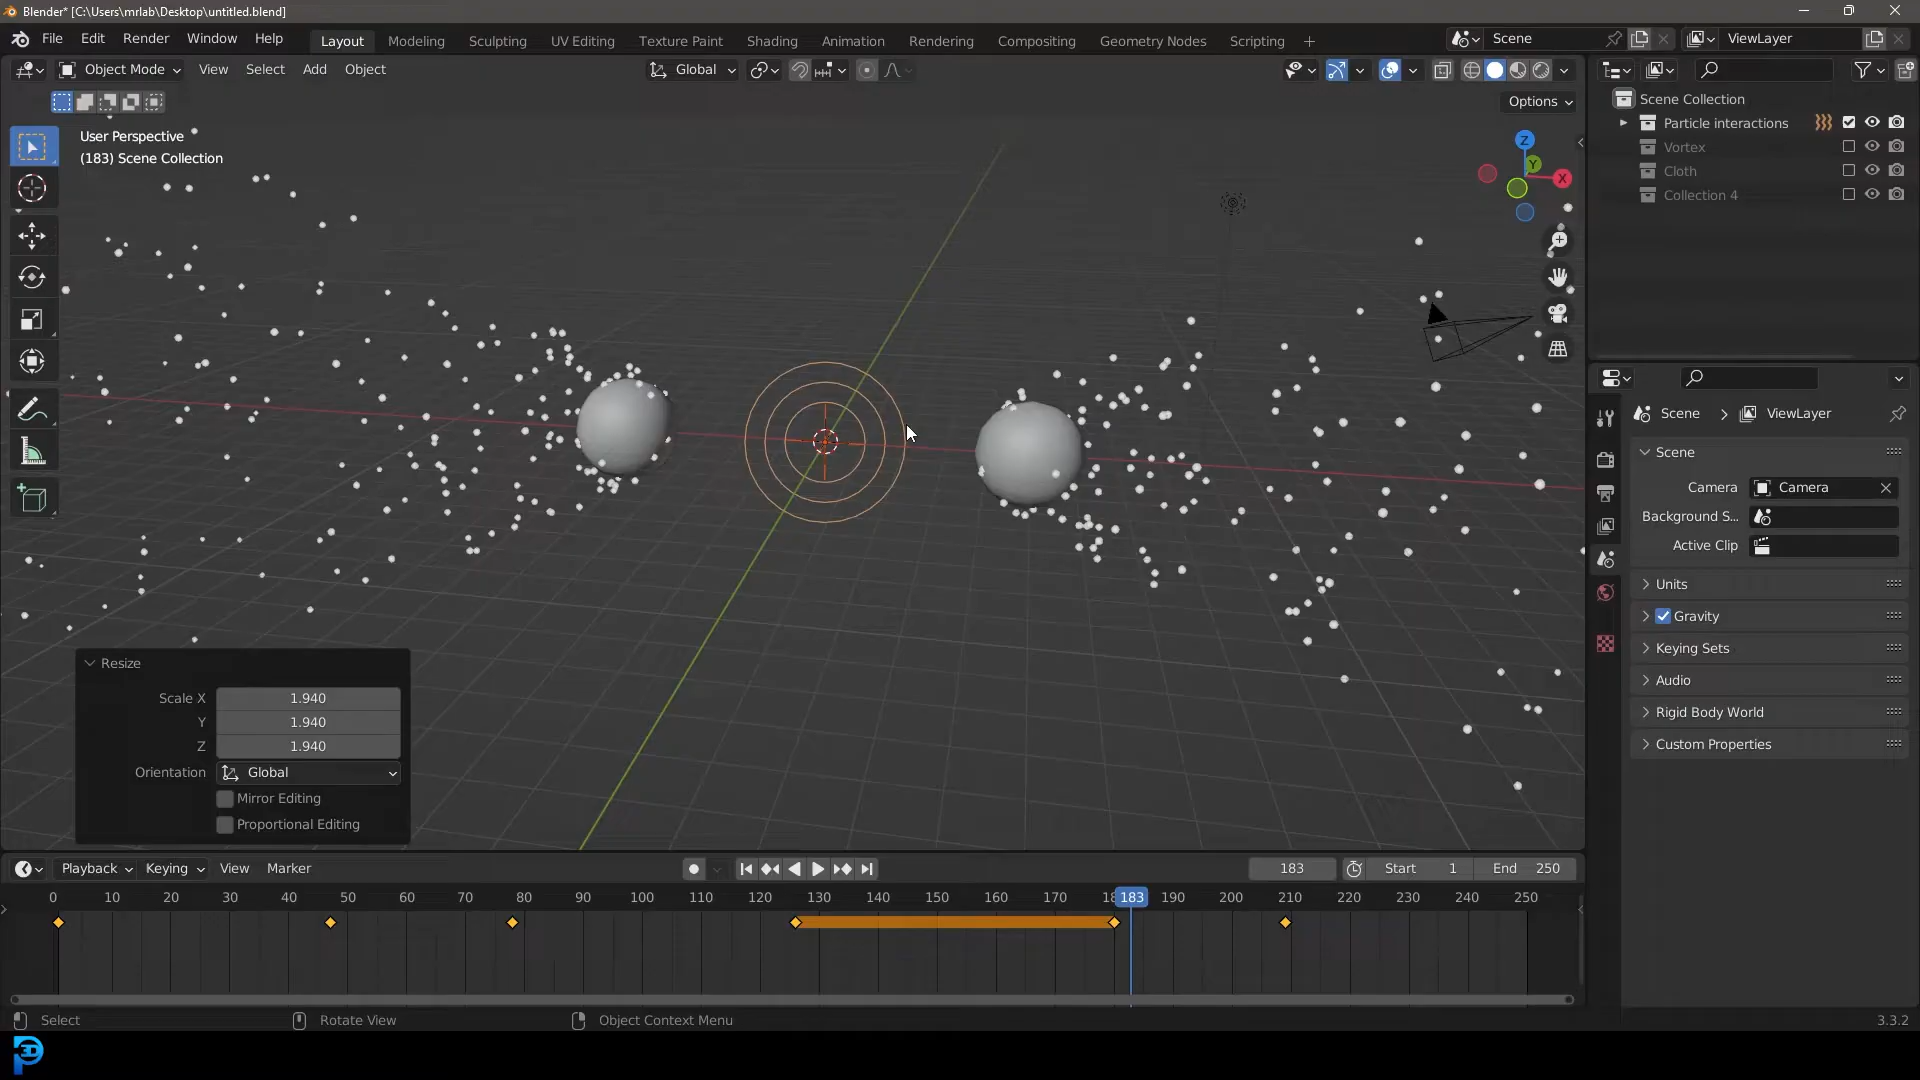 Blender* [C:\Users\mrlab\Desktop\untitled.blend]
File Edit Render Window Help
Layout Modeling Sculpting UV Editing Texture Paint Shading Animation Rendering Compositing Geometry Nodes Scripting
Scene ViewLayer
Object Mode View Select Add Object
Global
Options
User Perspective
(183) Scene Collection
Z
Y
X
Scene Collection
Particle interactions
Vortex
Cloth
Collection 4
Scene > ViewLayer
Scene
Camera Camera
Background S...
Active Clip
Units
Gravity
Keying Sets
Audio
Rigid Body World
Custom Properties
Resize
Scale X 1.940
Y 1.940
Z 1.940
Orientation Global
Mirror Editing
Proportional Editing
Playback Keying View Marker
183 Start 1 End 250
0 10 20 30 40 50 60 70 80 90 100 110 120 130 140 150 160 170 18 183 190 200 210 220 230 240 250
Select Rotate View Object Context Menu
3.3.2
3D